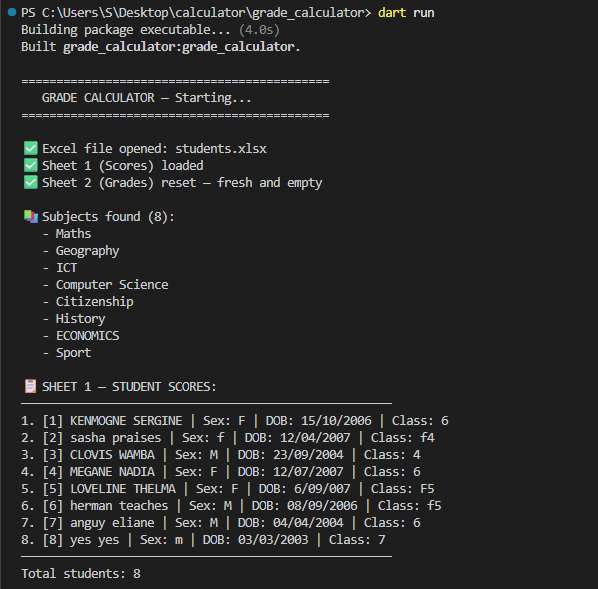 PS C:\Users\S\Desktop\calculator\grade_calculator> dart run
Building package executable... (4.0s)
Built grade_calculator:grade_calculator.
============================================
GRADE CALCULATOR — Starting...
============================================
✅ Excel file opened: students.xlsx
✅ Sheet 1 (Scores) loaded
✅ Sheet 2 (Grades) reset — fresh and empty
📚 Subjects found (8):
- Maths
- Geography
- ICT
- Computer Science
- Citizenship
- History
- ECONOMICS
- Sport
📋 SHEET 1 — STUDENT SCORES:
1. [1] KENMOGNE SERGINE | Sex: F | DOB: 15/10/2006 | Class: 6
2. [2] sasha praises | Sex: f | DOB: 12/04/2007 | Class: f4
3. [3] CLOVIS WAMBA | Sex: M | DOB: 23/09/2004 | Class: 4
4. [4] MEGANE NADIA | Sex: F | DOB: 12/07/2007 | Class: 6
5. [5] LOVELINE THELMA | Sex: F | DOB: 6/09/007 | Class: F5
6. [6] herman teaches | Sex: M | DOB: 08/09/2006 | Class: f5
7. [7] anguy eliane | Sex: M | DOB: 04/04/2004 | Class: 6
8. [8] yes yes | Sex: m | DOB: 03/03/2003 | Class: 7
Total students: 8